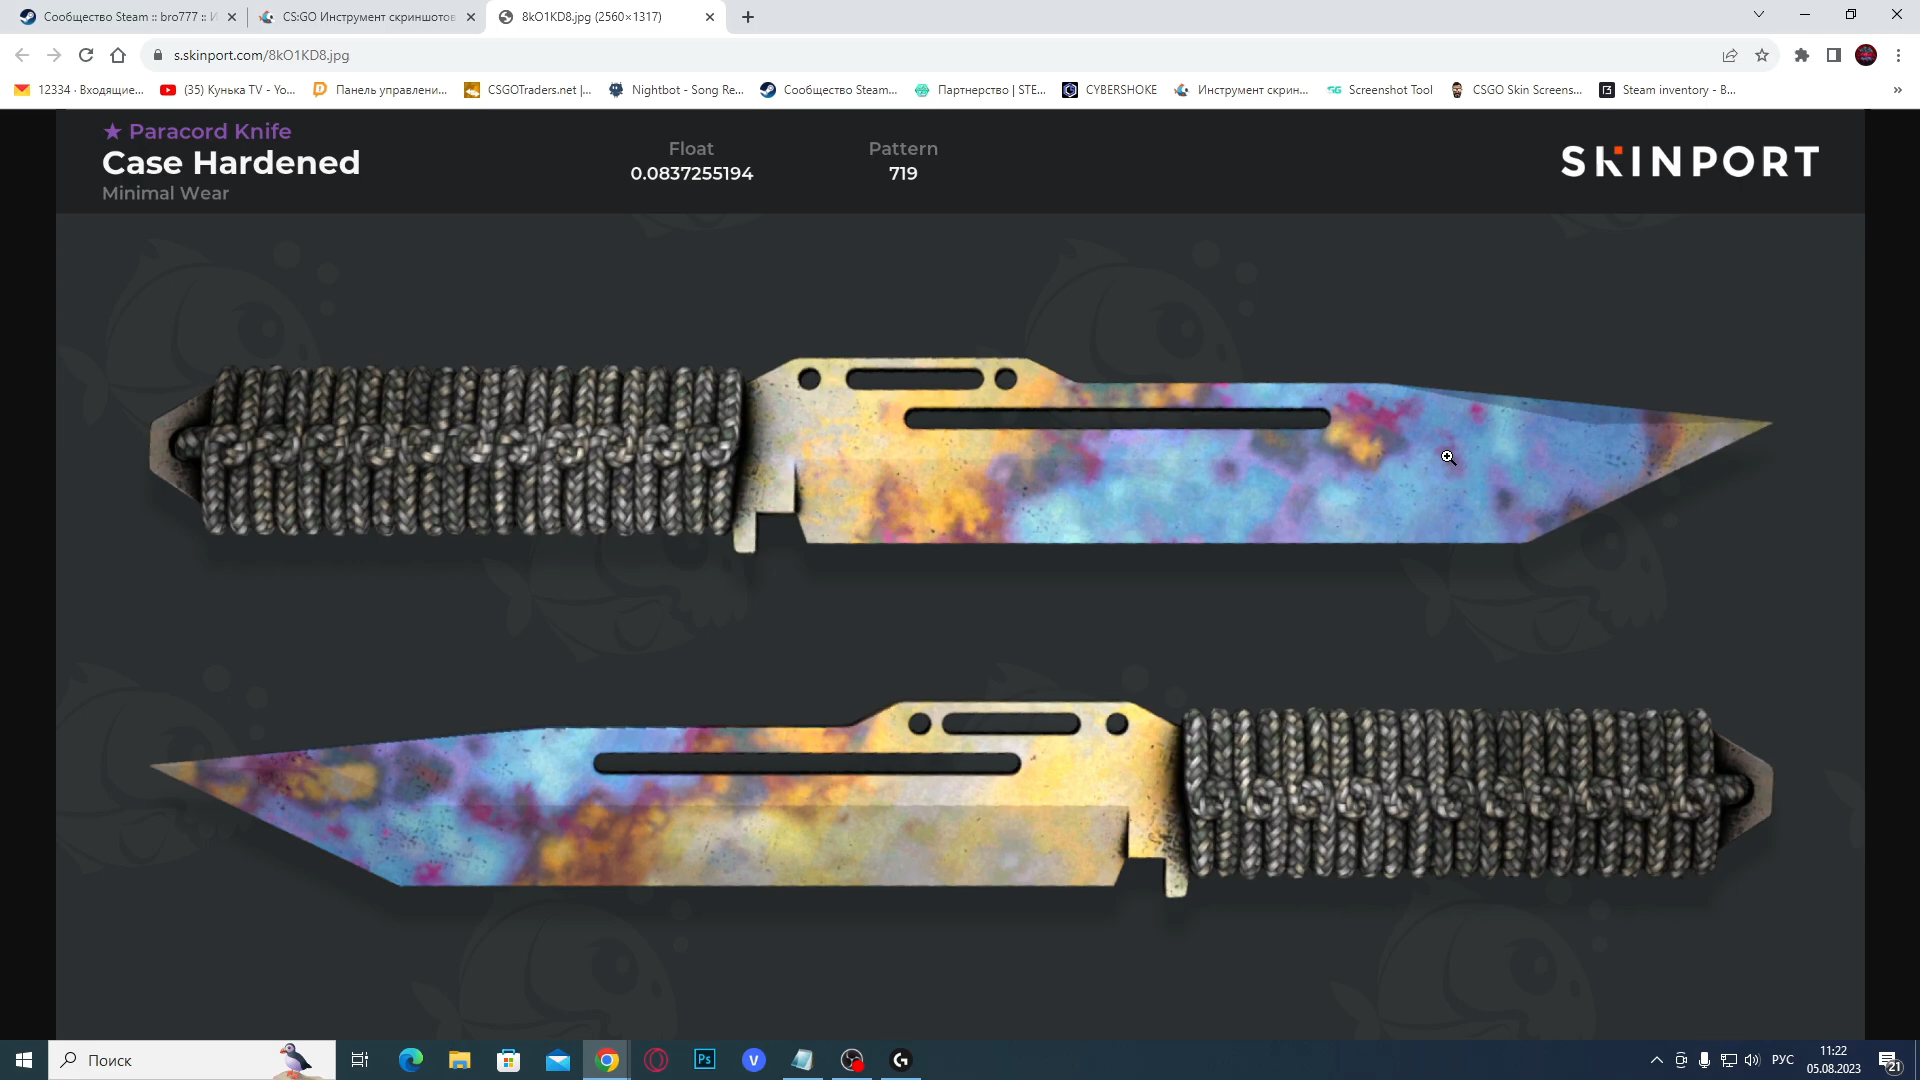 Сообщество Steam :: bro777 :: И
CS:GO Инструмент скриншотов
8kO1KD8.jpg (2560×1317)
s.skinport.com/8kO1KD8.jpg
12334 · Входящие...
(35) Кунька TV - Yo...
Панель управлени...
CSGOTraders.net |...
Nightbot - Song Re...
Сообщество Steam...
Партнерство | STE...
CYBERSHOKE
Инструмент скрин...
Screenshot Tool
CSGO Skin Screens...
Steam inventory - B...
»
★ Paracord Knife
Case Hardened
Minimal Wear
Float
0.0837255194
Pattern
719
SKINPORT
Поиск
Ps
V
РУС
11:22
05.08.2023
21